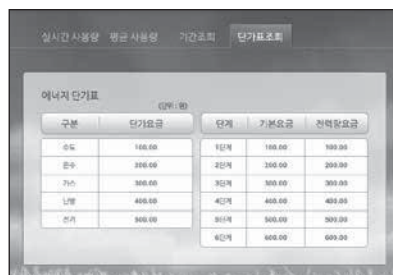 실시간 사용량 평균 사용량 기간조회 단가표조회
에너지 단가표
(단위 : 원)
구분 단가요금 단계 기본요금 전력량요금
수도 100.00 1단계 100.00 100.00
온수 200.00 2단계 200.00 200.00
가스 300.00 3단계 300.00 300.00
난방 400.00 4단계 400.00 400.00
전기 500.00 5단계 500.00 500.00
6단계 600.00 600.00